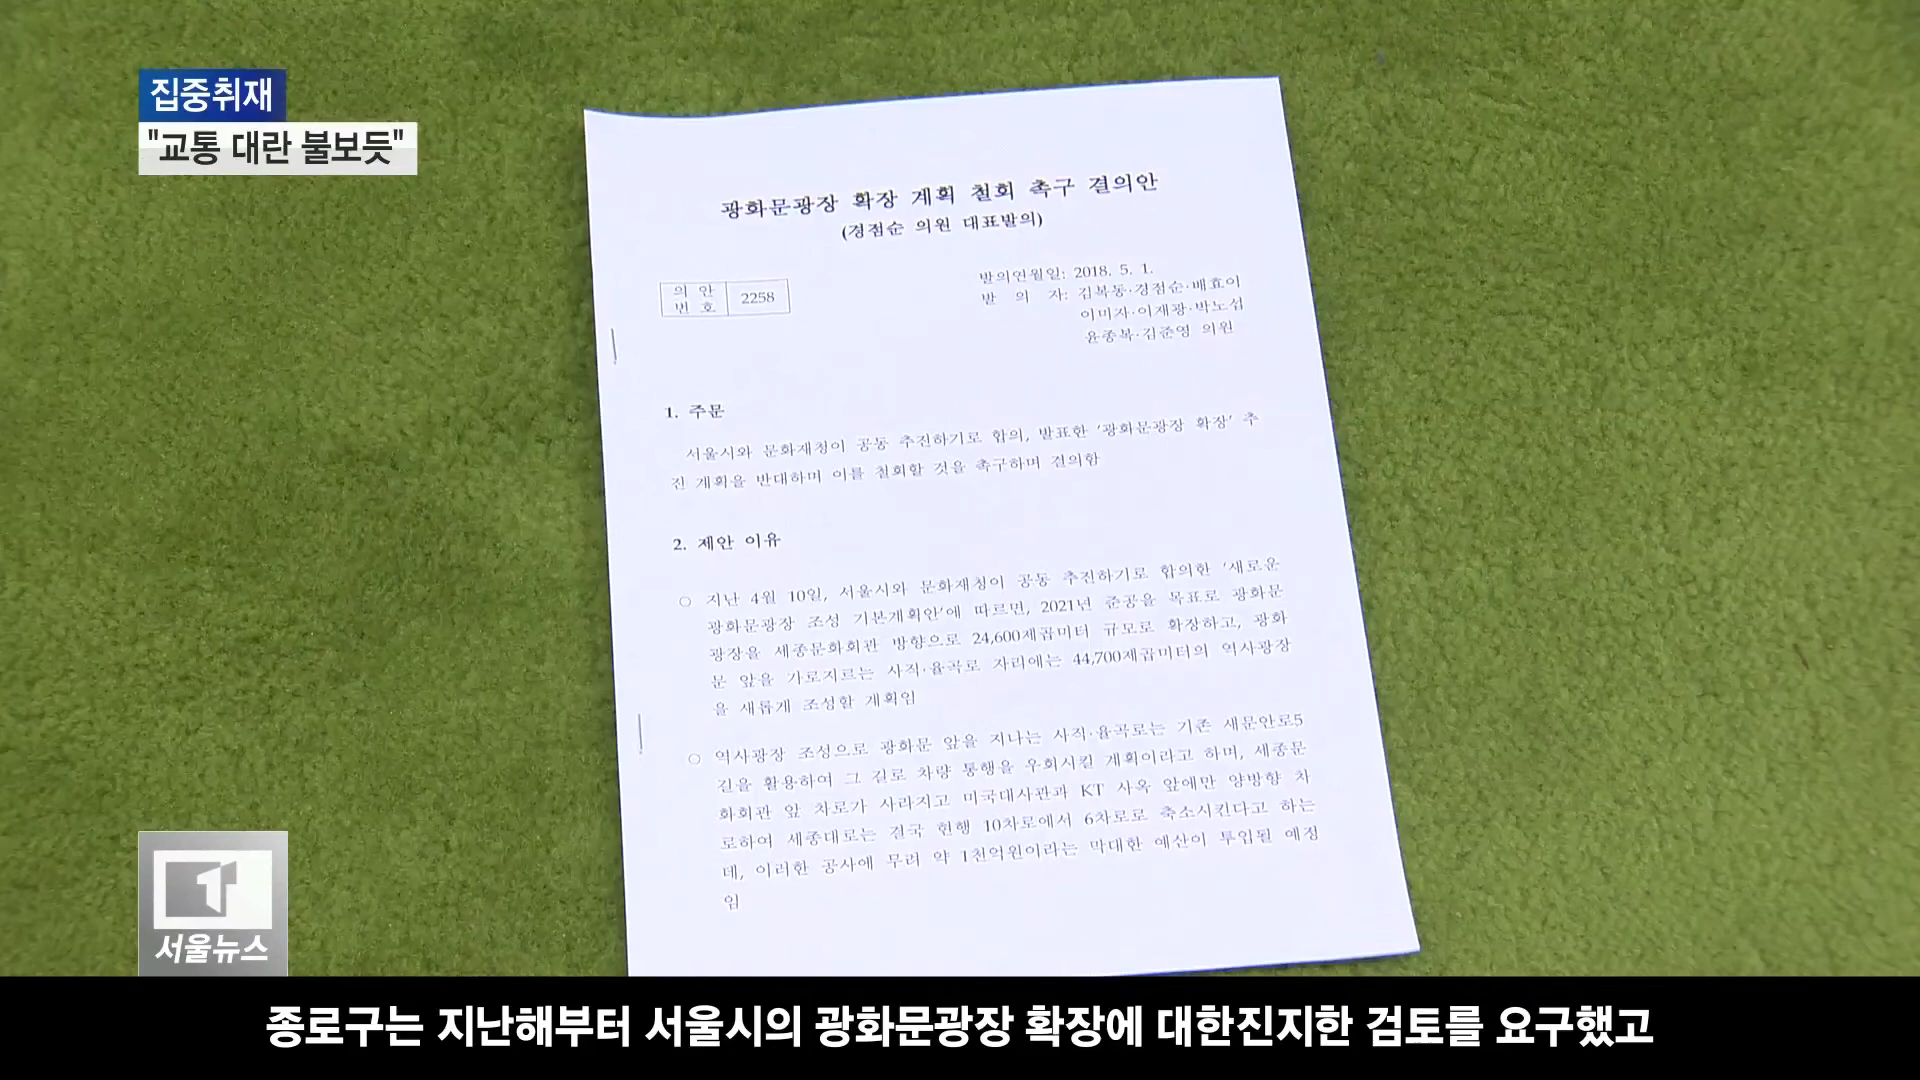 집중취재
"교통 대란 불보듯"
광화문광장 확장 계획 철회 촉구 결의안
(경점순 의원 대표발의)
의 안
번 호
2258
발의연월일: 2018. 5. 1.
발 의 자: 김복동·경점순·배효이
이미자·이재광·박노섭
윤종복·김준영 의원
1. 주문
서울시와 문화재청이 공동 추진하기로 합의, 발표한 '광화문광장 확장' 추
진 계획을 반대하며 이를 철회할 것을 촉구하며 결의함
2. 제안 이유
○ 지난 4월 10일, 서울시와 문화재청이 공동 추진하기로 합의한 '새로운
광화문광장 조성 기본계획안'에 따르면, 2021년 준공을 목표로 광화문
광장을 세종문화회관 방향으로 24,600제곱미터 규모로 확장하고, 광화
문 앞을 가로지르는 사직·율곡로 자리에는 44,700제곱미터의 역사광장
을 새롭게 조성할 계획임
○ 역사광장 조성으로 광화문 앞을 지나는 사직·율곡로는 기존 새문안로5
길을 활용하여 그 길로 차량 통행을 우회시킬 계획이라고 하며, 세종문
화회관 앞 차로가 사라지고 미국대사관과 KT 사옥 앞에만 양방향 차
로하여 세종대로는 결국 현행 10차로에서 6차로로 축소시킨다고 하는
데, 이러한 공사에 무려 약 1천억원이라는 막대한 예산이 투입될 예정
임
서울뉴스
종로구는 지난해부터 서울시의 광화문광장 확장에 대한진지한 검토를 요구했고